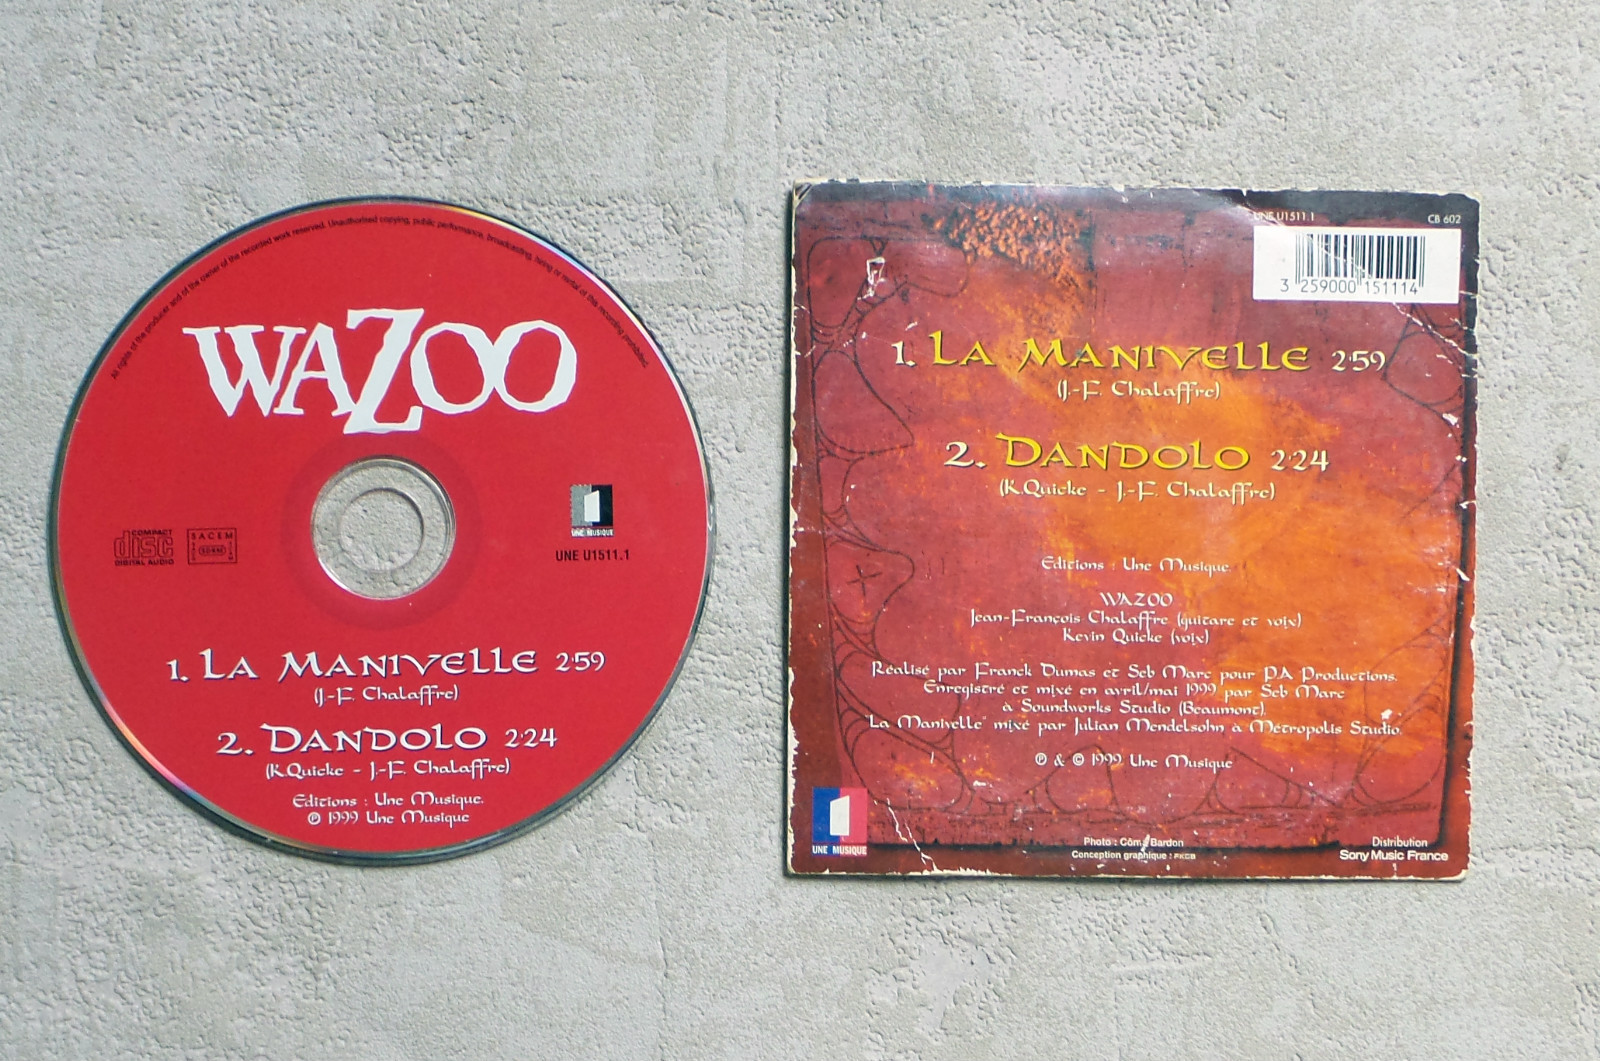 All rights of the producer and of the owner of the recorded work reserved. Unauthorised copying, public performance, broadcasting, hiring or rental of this recording prohibited.
WAZOO
COMPACT
disc
DIGITAL AUDIO
SACEM
UNE MUSIQUE
UNE U1511.1
1. LA MANIVELLE 2'59
(J.-F. Chalaffre)
2. DANDOLO 2'24
(K.Quicke - J.-F. Chalaffre)
Editions : Une Musique.
℗ 1999 Une Musique
UNE U1511.1
CB 602
3 259000 151114
1. LA MANIVELLE 2'59
(J.-F. Chalaffre)
2. DANDOLO 2'24
(K.Quicke - J.-F. Chalaffre)
Editions : Une Musique
WAZOO
Jean-François Chalaffre (guitare et voix)
Kevin Quicke (voix)
Réalisé par Franck Dumas et Seb Marc pour P.A Productions.
Enregistré et mixé en avril/mai 1999 par Seb Marc
à Soundworks Studio (Beaumont).
"La Manivelle" mixé par Julian Mendelsohn à Métropolis Studio.
℗ & © 1999 Une Musique
UNE MUSIQUE
Photo : Côme Bardon
Conception graphique : FKGB
Distribution
Sony Music France